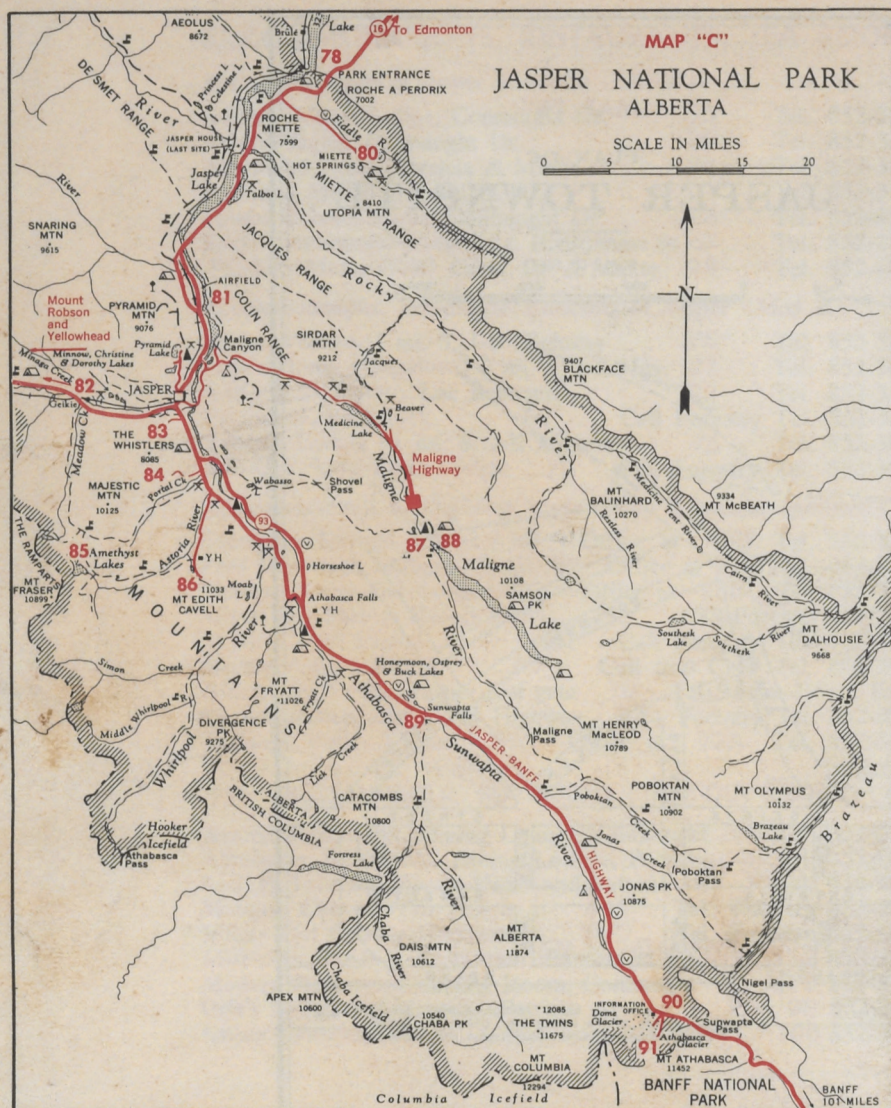 MAP "C"
JASPER NATIONAL PARK
ALBERTA
SCALE IN MILES
0 5 10 15 20
N
AEOLUS
8672
Brûlé
Lake
16 To Edmonton
78
PARK ENTRANCE
ROCHE A PERDRIX
7002
DE SMET RANGE
River
Princess L
& Celestine L
ROCHE
MIETTE
7599
Fiddle
R
80
JASPER HOUSE
(LAST SITE)
MIETTE
HOT SPRINGS
Jasper
Lake
Talbot L
MIETTE RANGE
8410
UTOPIA MTN
River
SNARING
MTN
9615
JACQUES RANGE
Rocky
River
AIRFIELD
81
COLIN RANGE
Mount
Robson
and
Yellowhead
PYRAMID
MTN
9076
Pyramid
Lake
Maligne
Canyon
SIRDAR
MTN
9212
Jacques
L
9407
BLACKFACE
MTN
Minnow, Christine
& Dorothy Lakes
Minaga Creek
82
JASPER
Geikie
Meadow Ck
83
THE
WHISTLERS
8085
84
Medicine
Lake
Beaver
L
Maligne
Maligne
Highway
MAJESTIC
MTN
10125
Portal Ck
Wabasso
Shovel
Pass
MT
BALINHARD
10270
Medicine Tent River
9334
MT McBEATH
Restless River
THE RAMPARTS
85
Amethyst
Lakes
Astoria River
93
87
88
MT
FRASER
10899
86
YH
11033
MT EDITH
CAVELL
Moab
L
Horseshoe L
Athabasca Falls
YH
Maligne
Lake
10108
SAMSON
PK
Cairn River
Southesk
Lake
Southesk River
MT
DALHOUSIE
9668
MOUNTAINS
River
River
Simon Creek
Honeymoon, Osprey
& Buck Lakes
MT
FRYATT
11026
Fryatt Ck
Athabasca
89
Sunwapta
Falls
Middle Whirlpool R
DIVERGENCE
PK
9275
Whirlpool
Lick Creek
Sunwapta
JASPER-BANFF
HIGHWAY
Maligne
Pass
MT HENRY
MacLEOD
10789
ALBERTA
BRITISH COLUMBIA
CATACOMBS
MTN
10800
Poboktan
Creek
POBOKTAN
MTN
10902
MT OLYMPUS
10132
Brazeau
Brazeau
Lake
Hooker
Icefield
Athabasca
Pass
Fortress
Lake
River
Jonas
Creek
Poboktan
Pass
JONAS PK
10875
Chaba
River
River
DAIS MTN
10612
MT
ALBERTA
11874
Nigel Pass
APEX MTN
10600
Chaba Icefield
10540
CHABA PK
12085
THE TWINS
11675
INFORMATION
OFFICE
90
Dome
Glacier
Sunwapta
Pass
91
Athabasca
Glacier
MT ATHABASCA
11452
MT
COLUMBIA
12294
Columbia Icefield
BANFF NATIONAL
PARK
BANFF
101 MILES